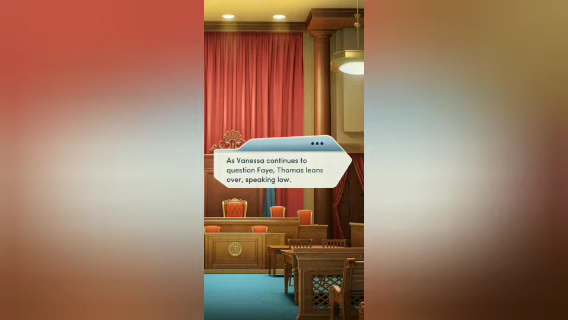 As Vanessa continues to
question Faye, Thomas leans
over, speaking low.